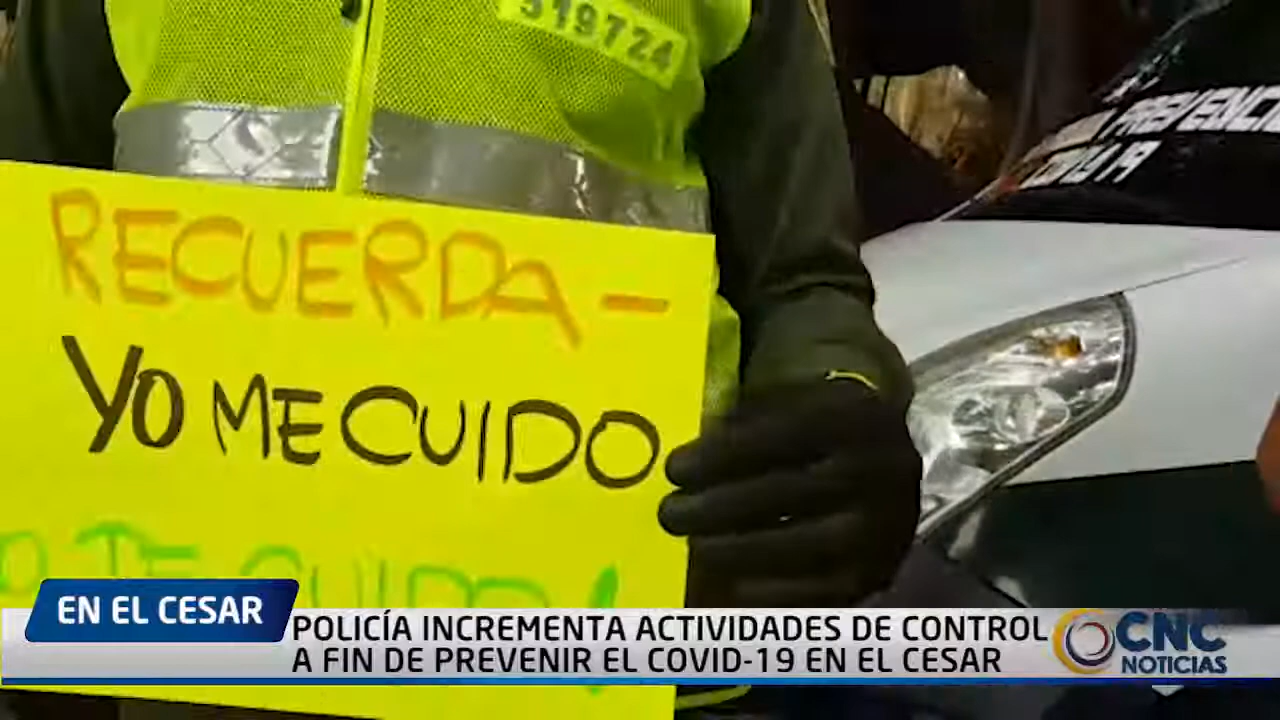 519724
PREVENCI
RECUERDA -
YO ME CUIDO
EN EL CESAR
POLICÍA INCREMENTA ACTIVIDADES DE CONTROL
A FIN DE PREVENIR EL COVID-19 EN EL CESAR
CNC
NOTICIAS